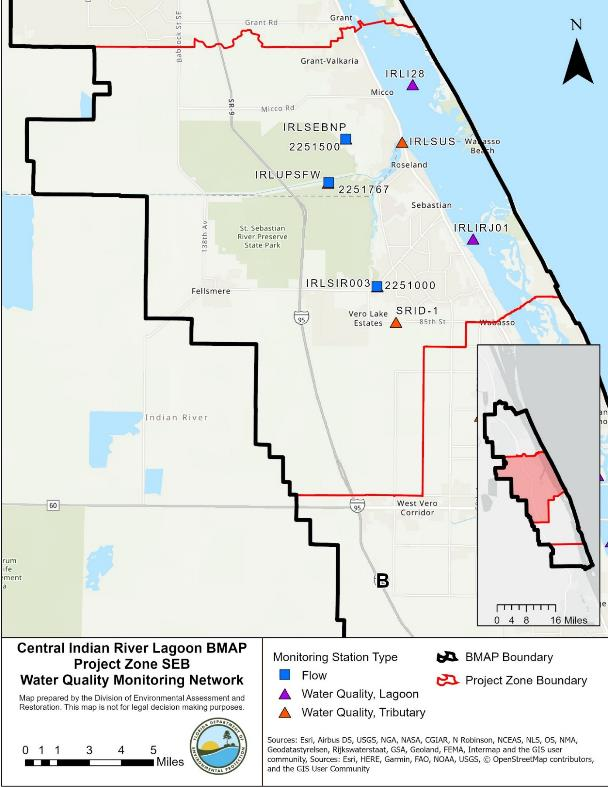 Grant Rd
Grant
N
Babcock St SE
Grant-Valkaria
IRLI28
Micco
SR-9
Micco Rd
IRLSEBNP
2251500
IRLSUS
Wabasso
Beach
Roseland
IRLUPSFW
2251767
Sebastian
138th Av
St. Sebastian
River Preserve
State Park
IRLIRJ01
Fellsmere
IRLSIR003
2251000
95
SRID-1
Vero Lake
Estates
85th St
Wabasso
Indian River
60
95
West Vero
Corridor
B
0 4 8 16 Miles
Central Indian River Lagoon BMAP
Project Zone SEB
Water Quality Monitoring Network
Map prepared by the Division of Environmental Assessment and
Restoration. This map is not for legal decision making purposes.
0 1 1 3 4 5
Miles
Monitoring Station Type
Flow
Water Quality, Lagoon
Water Quality, Tributary
BMAP Boundary
Project Zone Boundary
Sources: Esri, Airbus DS, USGS, NGA, NASA, CGIAR, N Robinson, NCEAS, NLS, OS, NMA,
Geodatastyrelsen, Rijkswaterstaat, GSA, Geoland, FEMA, Intermap and the GIS user
community, Sources: Esri, HERE, Garmin, FAO, NOAA, USGS, © OpenStreetMap contributors,
and the GIS User Community